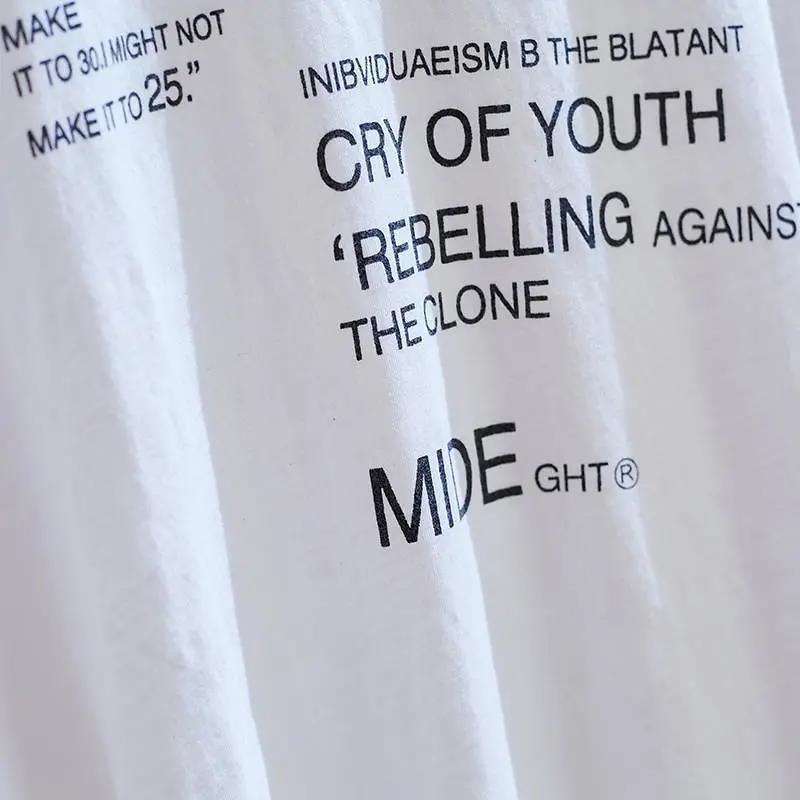 MAKE
IT TO 30.I MIGHT NOT
MAKE IT TO 25.”
INIBVIDUAEISM B THE BLATANT
CRY OF YOUTH
‘REBELLING AGAINST
THE CLONE
MIDE GHT®